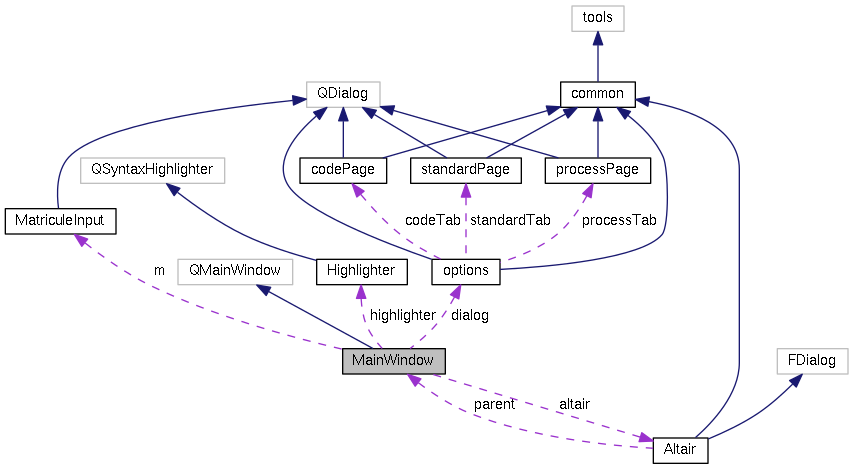 tools
QDialog
common
QSyntaxHighlighter
codePage
standardPage
processPage
MatriculeInput
codeTab
standardTab
processTab
m
QMainWindow
Highlighter
options
highlighter
dialog
MainWindow
FDialog
parent
altair
Altair